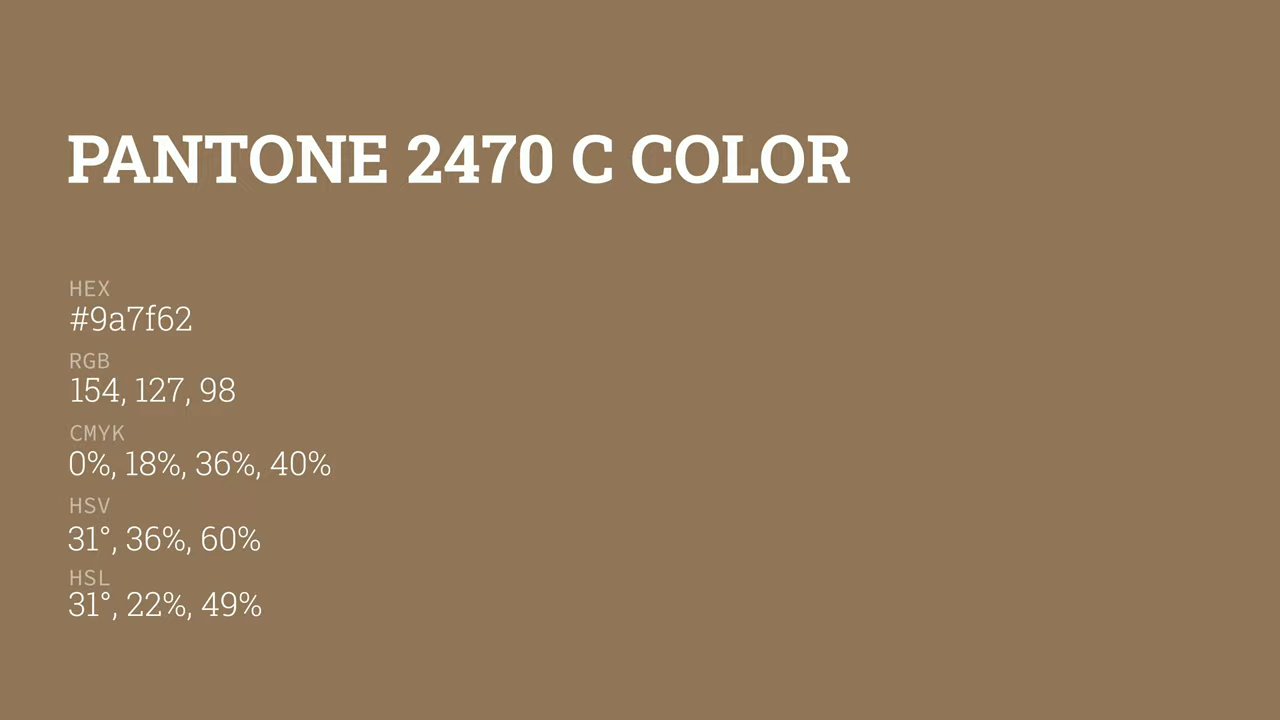 PANTONE 2470 C COLOR
HEX
#9a7f62
RGB
154, 127, 98
CMYK
0%, 18%, 36%, 40%
HSV
31°, 36%, 60%
HSL
31°, 22%, 49%